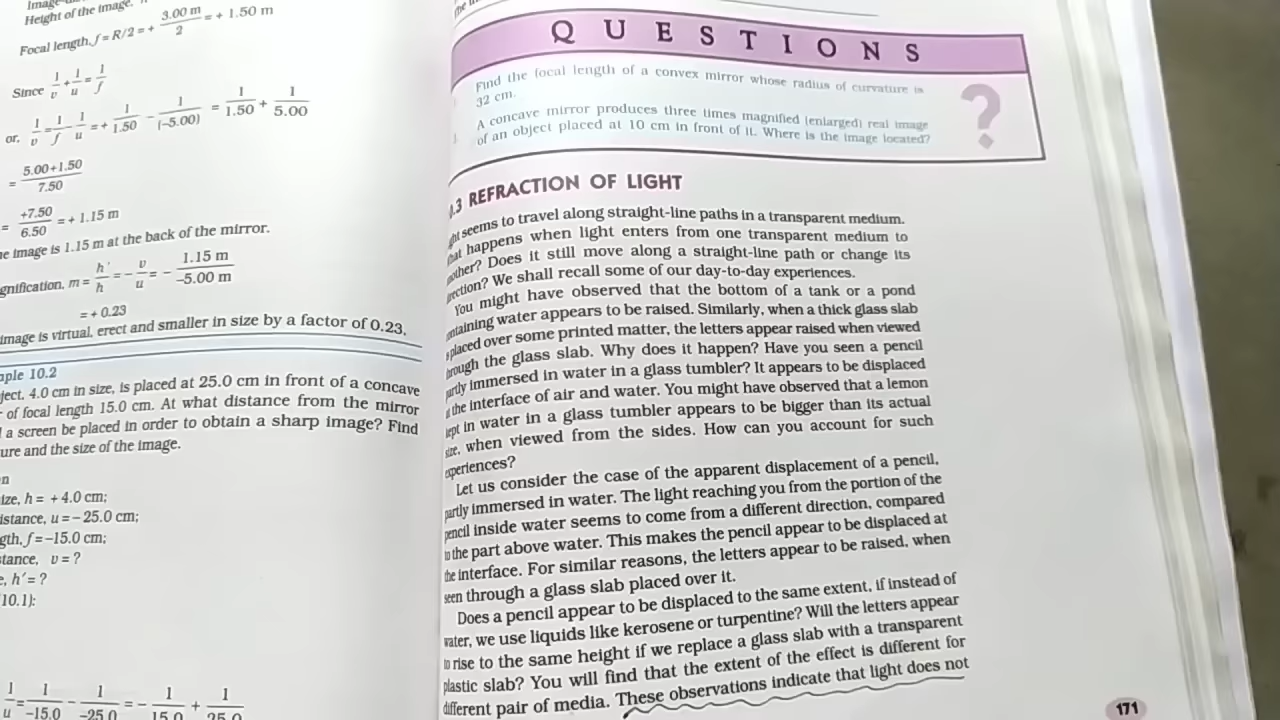 Height of the image.
Focal length, f = R/2 = + 3.00 m / 2 = + 1.50 m
Since 1/v + 1/u = 1/f
or, 1/v = 1/f − 1/u = + 1/1.50 − 1/(−5.00) = 1/1.50 + 1/5.00
= 5.00+1.50 / 7.50
= +7.50 / 6.50 = + 1.15 m
image is 1.15 m at the back of the mirror.
m = h′/h = − v/u = − 1.15 m / −5.00 m
= + 0.23
image is virtual, erect and smaller in size by a factor of 0.23.
10.2
4.0 cm in size, is placed at 25.0 cm in front of a concave
of focal length 15.0 cm. At what distance from the mirror
a screen be placed in order to obtain a sharp image? Find
and the size of the image.
h = + 4.0 cm;
u = − 25.0 cm;
f = −15.0 cm;
v = ?
h′ = ?
10.1):
1/u = 1/−15.0 − 1/−25.0 = − 1/15.0 + 1/25.0
QUESTIONS
Find the focal length of a convex mirror whose radius of curvature is
32 cm.
A concave mirror produces three times magnified (enlarged) real image
of an object placed at 10 cm in front of it. Where is the image located?
?
.3 REFRACTION OF LIGHT
seems to travel along straight-line paths in a transparent medium.
happens when light enters from one transparent medium to
Does it still move along a straight-line path or change its
We shall recall some of our day-to-day experiences.
You might have observed that the bottom of a tank or a pond
water appears to be raised. Similarly, when a thick glass slab
placed over some printed matter, the letters appear raised when viewed
the glass slab. Why does it happen? Have you seen a pencil
immersed in water in a glass tumbler? It appears to be displaced
the interface of air and water. You might have observed that a lemon
in water in a glass tumbler appears to be bigger than its actual
size, when viewed from the sides. How can you account for such
experiences?
Let us consider the case of the apparent displacement of a pencil,
partly immersed in water. The light reaching you from the portion of the
pencil inside water seems to come from a different direction, compared
to the part above water. This makes the pencil appear to be displaced at
the interface. For similar reasons, the letters appear to be raised, when
seen through a glass slab placed over it.
Does a pencil appear to be displaced to the same extent, if instead of
water, we use liquids like kerosene or turpentine? Will the letters appear
to rise to the same height if we replace a glass slab with a transparent
plastic slab? You will find that the extent of the effect is different for
different pair of media. These observations indicate that light does not
171